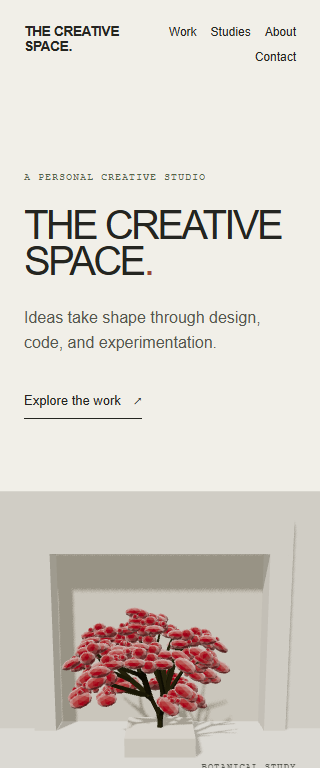 THE CREATIVE
SPACE.
Work Studies About
Contact
A PERSONAL CREATIVE STUDIO
THE CREATIVE
SPACE.
Ideas take shape through design,
code, and experimentation.
Explore the work ↗
BOTANICAL STUDY